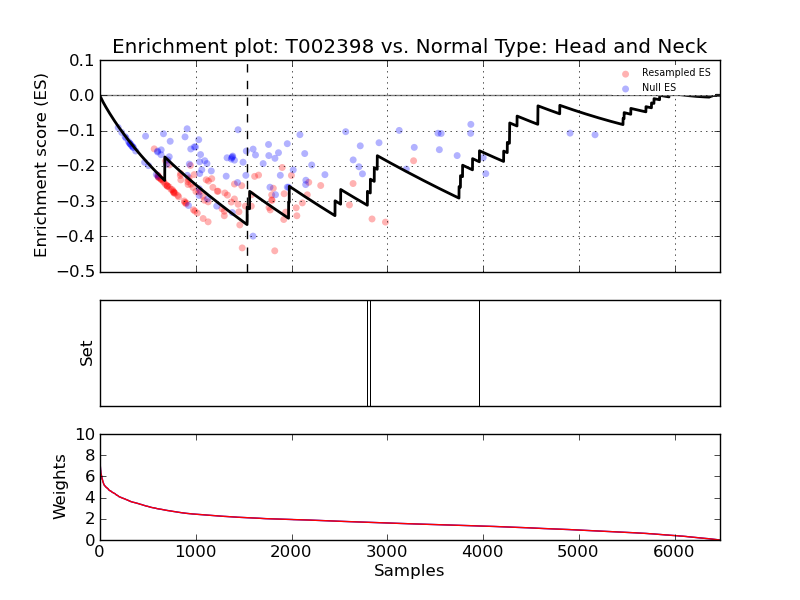 Enrichment plot: T002398 vs. Normal Type: Head and Neck
Enrichment score (ES)
0.1
0.0
−0.1
−0.2
−0.3
−0.4
−0.5
Resampled ES
Null ES
Set
Weights
10
8
6
4
2
0
0 1000 2000 3000 4000 5000 6000
Samples